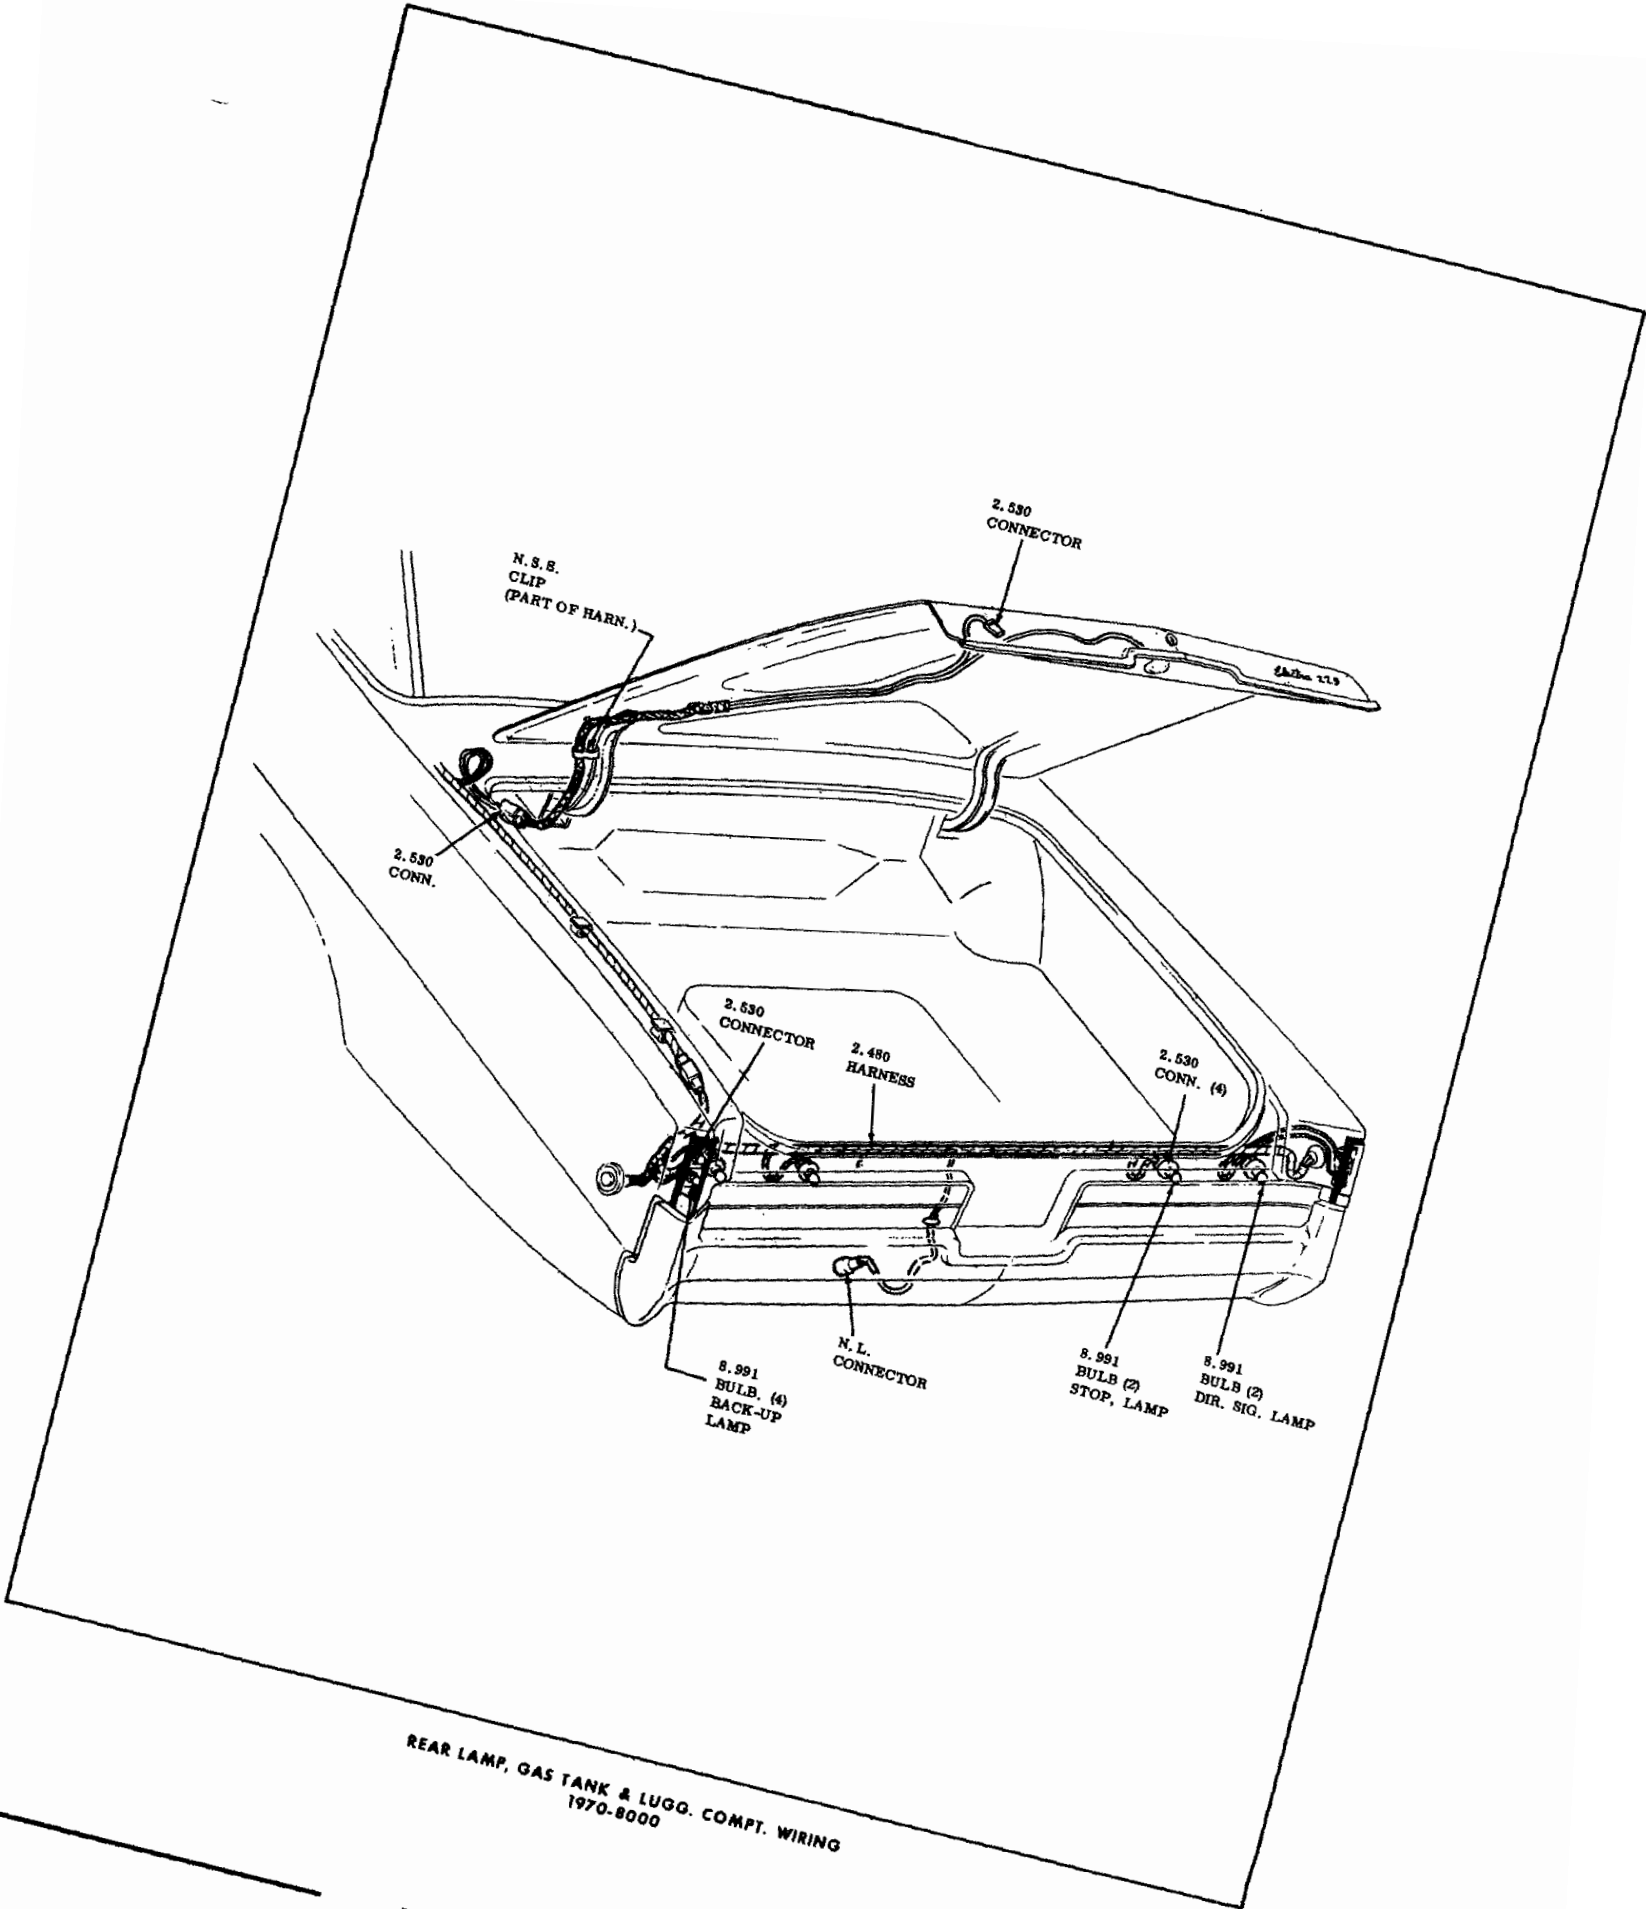 2.530
CONNECTOR
N.S.S.
CLIP
(PART OF HARN.)
2.530
CONN.
2.530
CONNECTOR
2.480
HARNESS
2.530
CONN. (4)
N.L.
CONNECTOR
8.991
BULB. (4)
BACK-UP
LAMP
8.991
BULB (2)
STOP, LAMP
8.991
BULB (2)
DIR. SIG. LAMP
REAR LAMP, GAS TANK & LUGG. COMPT. WIRING
1970-8000